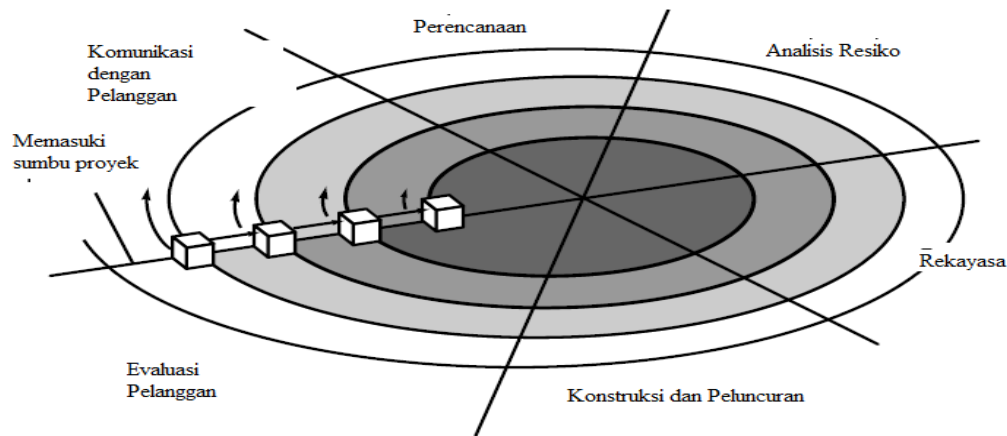 Perencanaan
Komunikasi
dengan
Pelanggan
Analisis Resiko
Memasuki
sumbu proyek
Rekayasa
Evaluasi
Pelanggan
Konstruksi dan Peluncuran